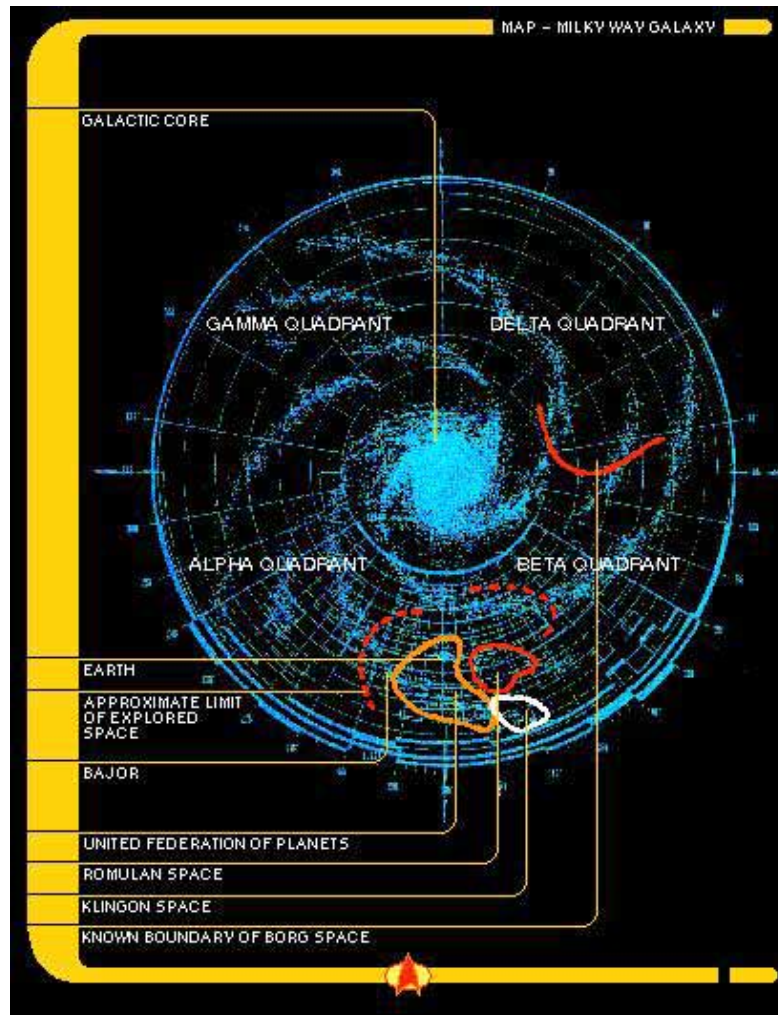 MAP – MILKY WAY GALAXY
GALACTIC CORE
GAMMA QUADRANT
DELTA QUADRANT
ALPHA QUADRANT
BETA QUADRANT
EARTH
APPROXIMATE LIMIT
OF EXPLORED
SPACE
BAJOR
UNITED FEDERATION OF PLANETS
ROMULAN SPACE
KLINGON SPACE
KNOWN BOUNDARY OF BORG SPACE